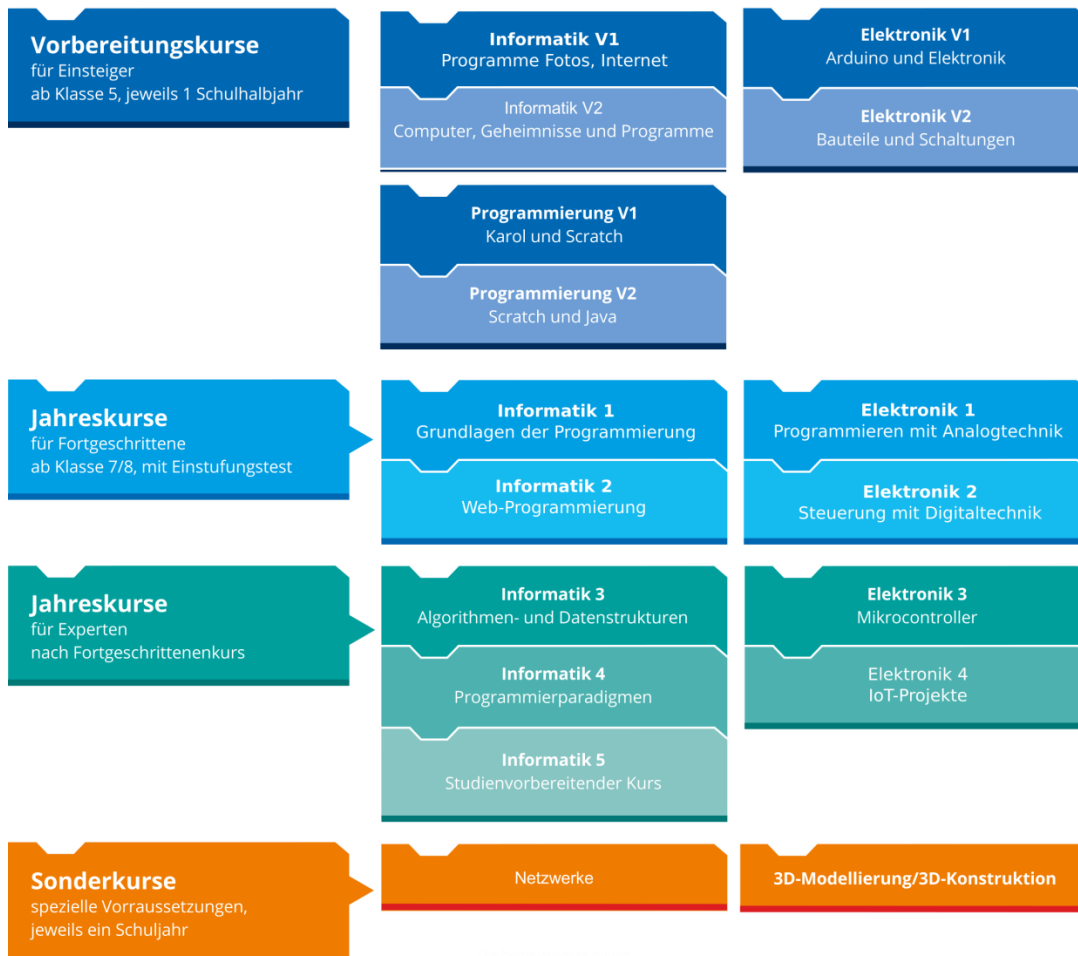 Vorbereitungskurse
für Einsteiger
ab Klasse 5, jeweils 1 Schulhalbjahr
Informatik V1
Programme Fotos, Internet
Informatik V2
Computer, Geheimnisse und Programme
Elektronik V1
Arduino und Elektronik
Elektronik V2
Bauteile und Schaltungen
Programmierung V1
Karol und Scratch
Programmierung V2
Scratch und Java
Jahreskurse
für Fortgeschrittene
ab Klasse 7/8, mit Einstufungstest
Informatik 1
Grundlagen der Programmierung
Informatik 2
Web-Programmierung
Elektronik 1
Programmieren mit Analogtechnik
Elektronik 2
Steuerung mit Digitaltechnik
Jahreskurse
für Experten
nach Fortgeschrittenenkurs
Informatik 3
Algorithmen- und Datenstrukturen
Informatik 4
Programmierparadigmen
Informatik 5
Studienvorbereitender Kurs
Elektronik 3
Mikrocontroller
Elektronik 4
IoT-Projekte
Sonderkurse
spezielle Vorraussetzungen,
jeweils ein Schuljahr
Netzwerke
3D-Modellierung/3D-Konstruktion